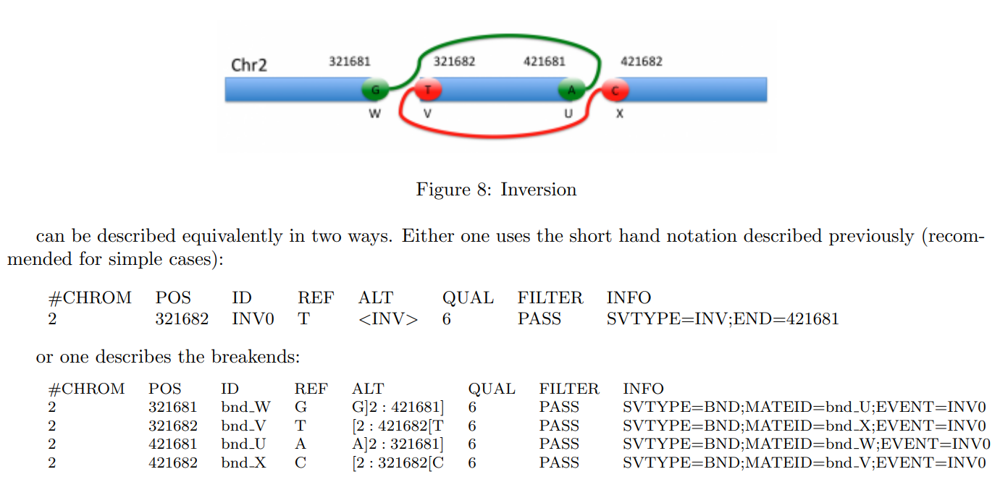 Chr2 321681 321682 421681 421682
G T A C
W V U X
Figure 8: Inversion
can be described equivalently in two ways. Either one uses the short hand notation described previously (recom-
mended for simple cases):
#CHROM POS ID REF ALT QUAL FILTER INFO
2 321682 INV0 T <INV> 6 PASS SVTYPE=INV;END=421681
or one describes the breakends:
#CHROM POS ID REF ALT QUAL FILTER INFO
2 321681 bnd_W G G]2 : 421681] 6 PASS SVTYPE=BND;MATEID=bnd_U;EVENT=INV0
2 321682 bnd_V T [2 : 421682[T 6 PASS SVTYPE=BND;MATEID=bnd_X;EVENT=INV0
2 421681 bnd_U A A]2 : 321681] 6 PASS SVTYPE=BND;MATEID=bnd_W;EVENT=INV0
2 421682 bnd_X C [2 : 321682[C 6 PASS SVTYPE=BND;MATEID=bnd_V;EVENT=INV0